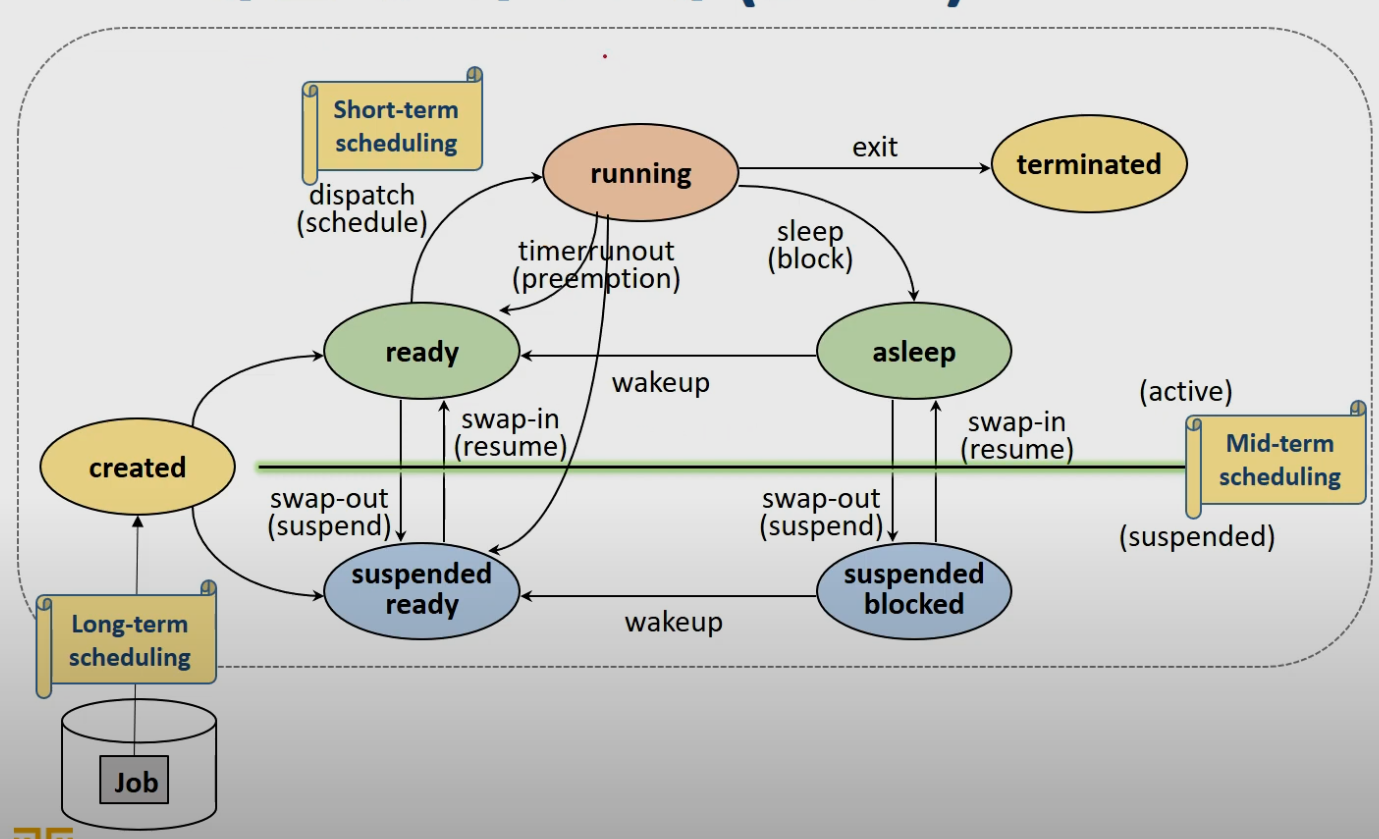 Short-term
scheduling
dispatch
(schedule)
running
exit
terminated
timerrunout
(preemption)
sleep
(block)
ready
asleep
wakeup
(active)
swap-in
(resume)
swap-in
(resume)
Mid-term
scheduling
created
swap-out
(suspend)
swap-out
(suspend)
(suspended)
suspended
ready
suspended
blocked
wakeup
Long-term
scheduling
Job